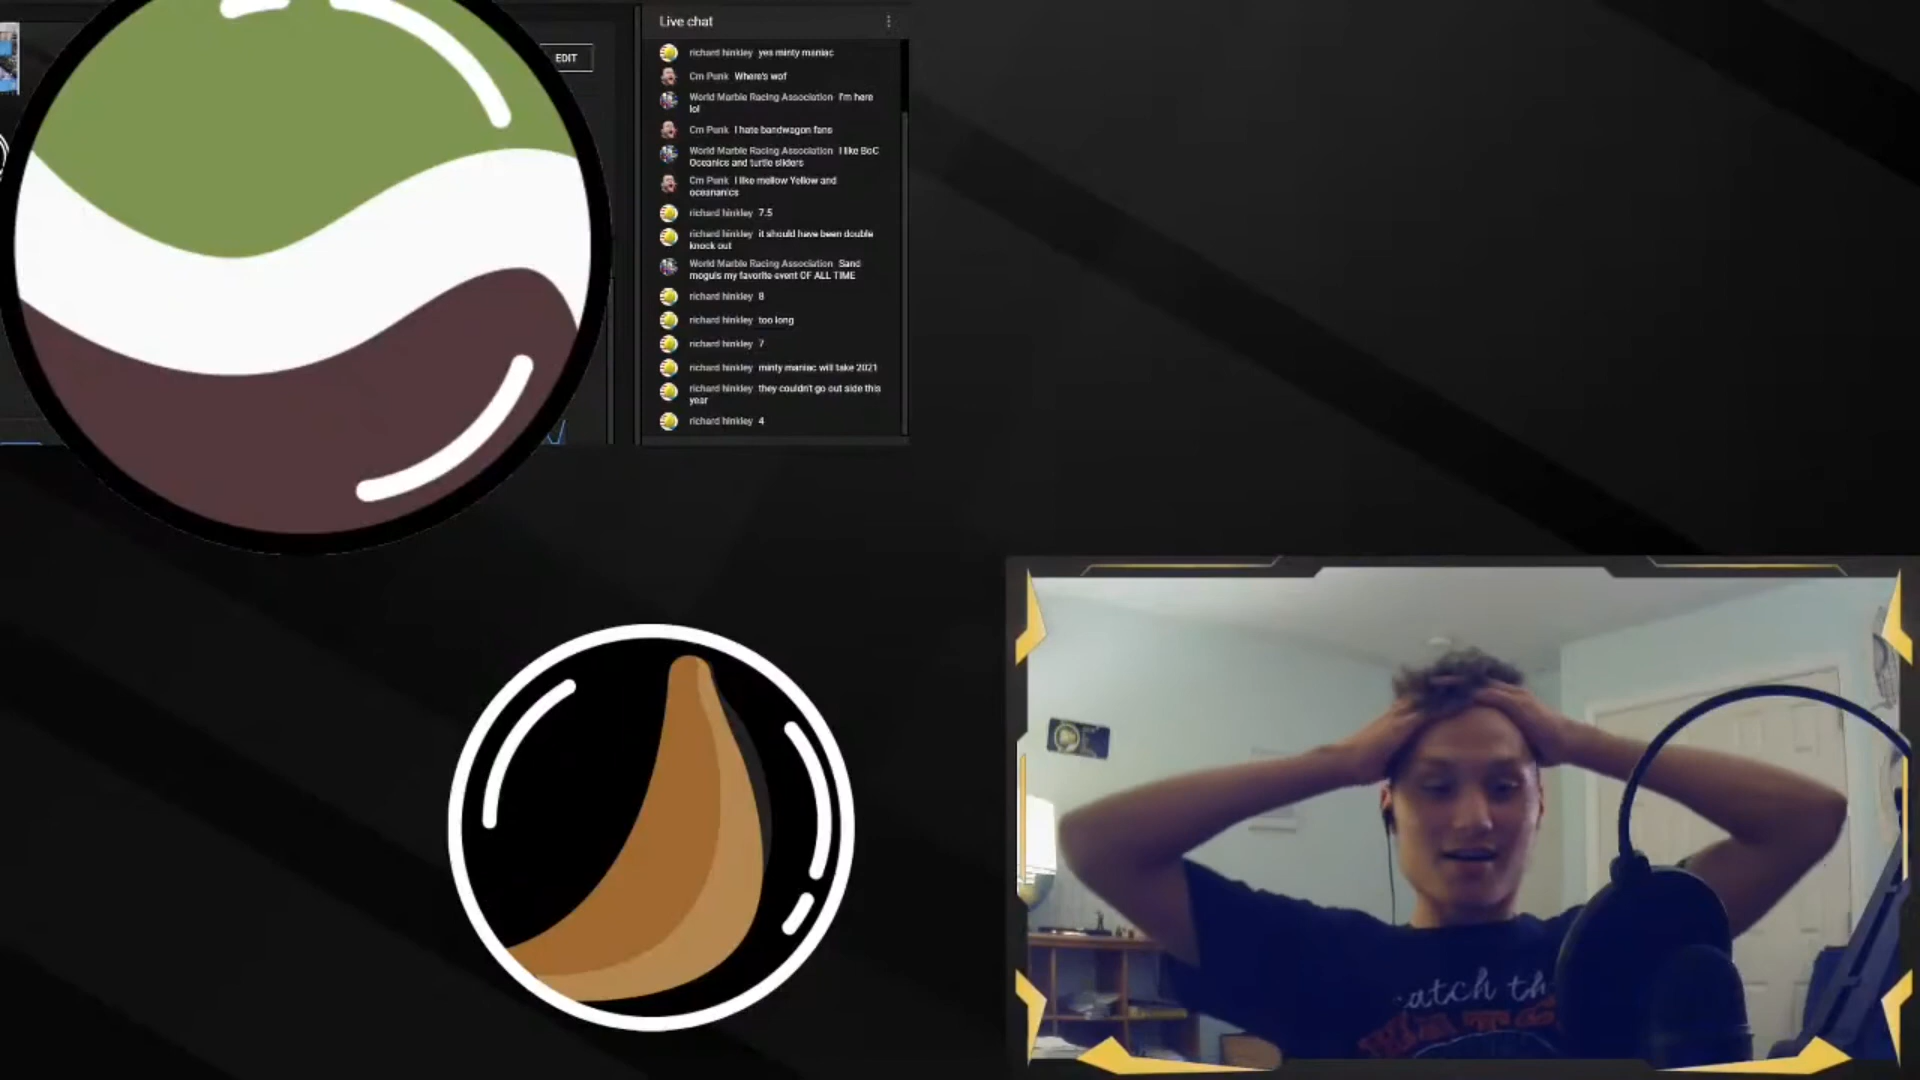 EDIT
Live chat
richard hinkley yes minty maniac
Cm Punk Where's wof
World Marble Racing Association I'm here
lol
Cm Punk I hate bandwagon fans
World Marble Racing Association I like BoC
Oceanics and turtle sliders
Cm Punk I like mellow Yellow and
oceananics
richard hinkley 7.5
richard hinkley it should have been double
knock out
World Marble Racing Association Sand
moguls my favorite event OF ALL TIME
richard hinkley 8
richard hinkley too long
richard hinkley 7
richard hinkley minty maniac will take 2021
richard hinkley they couldn't go out side this
year
richard hinkley 4
atch th